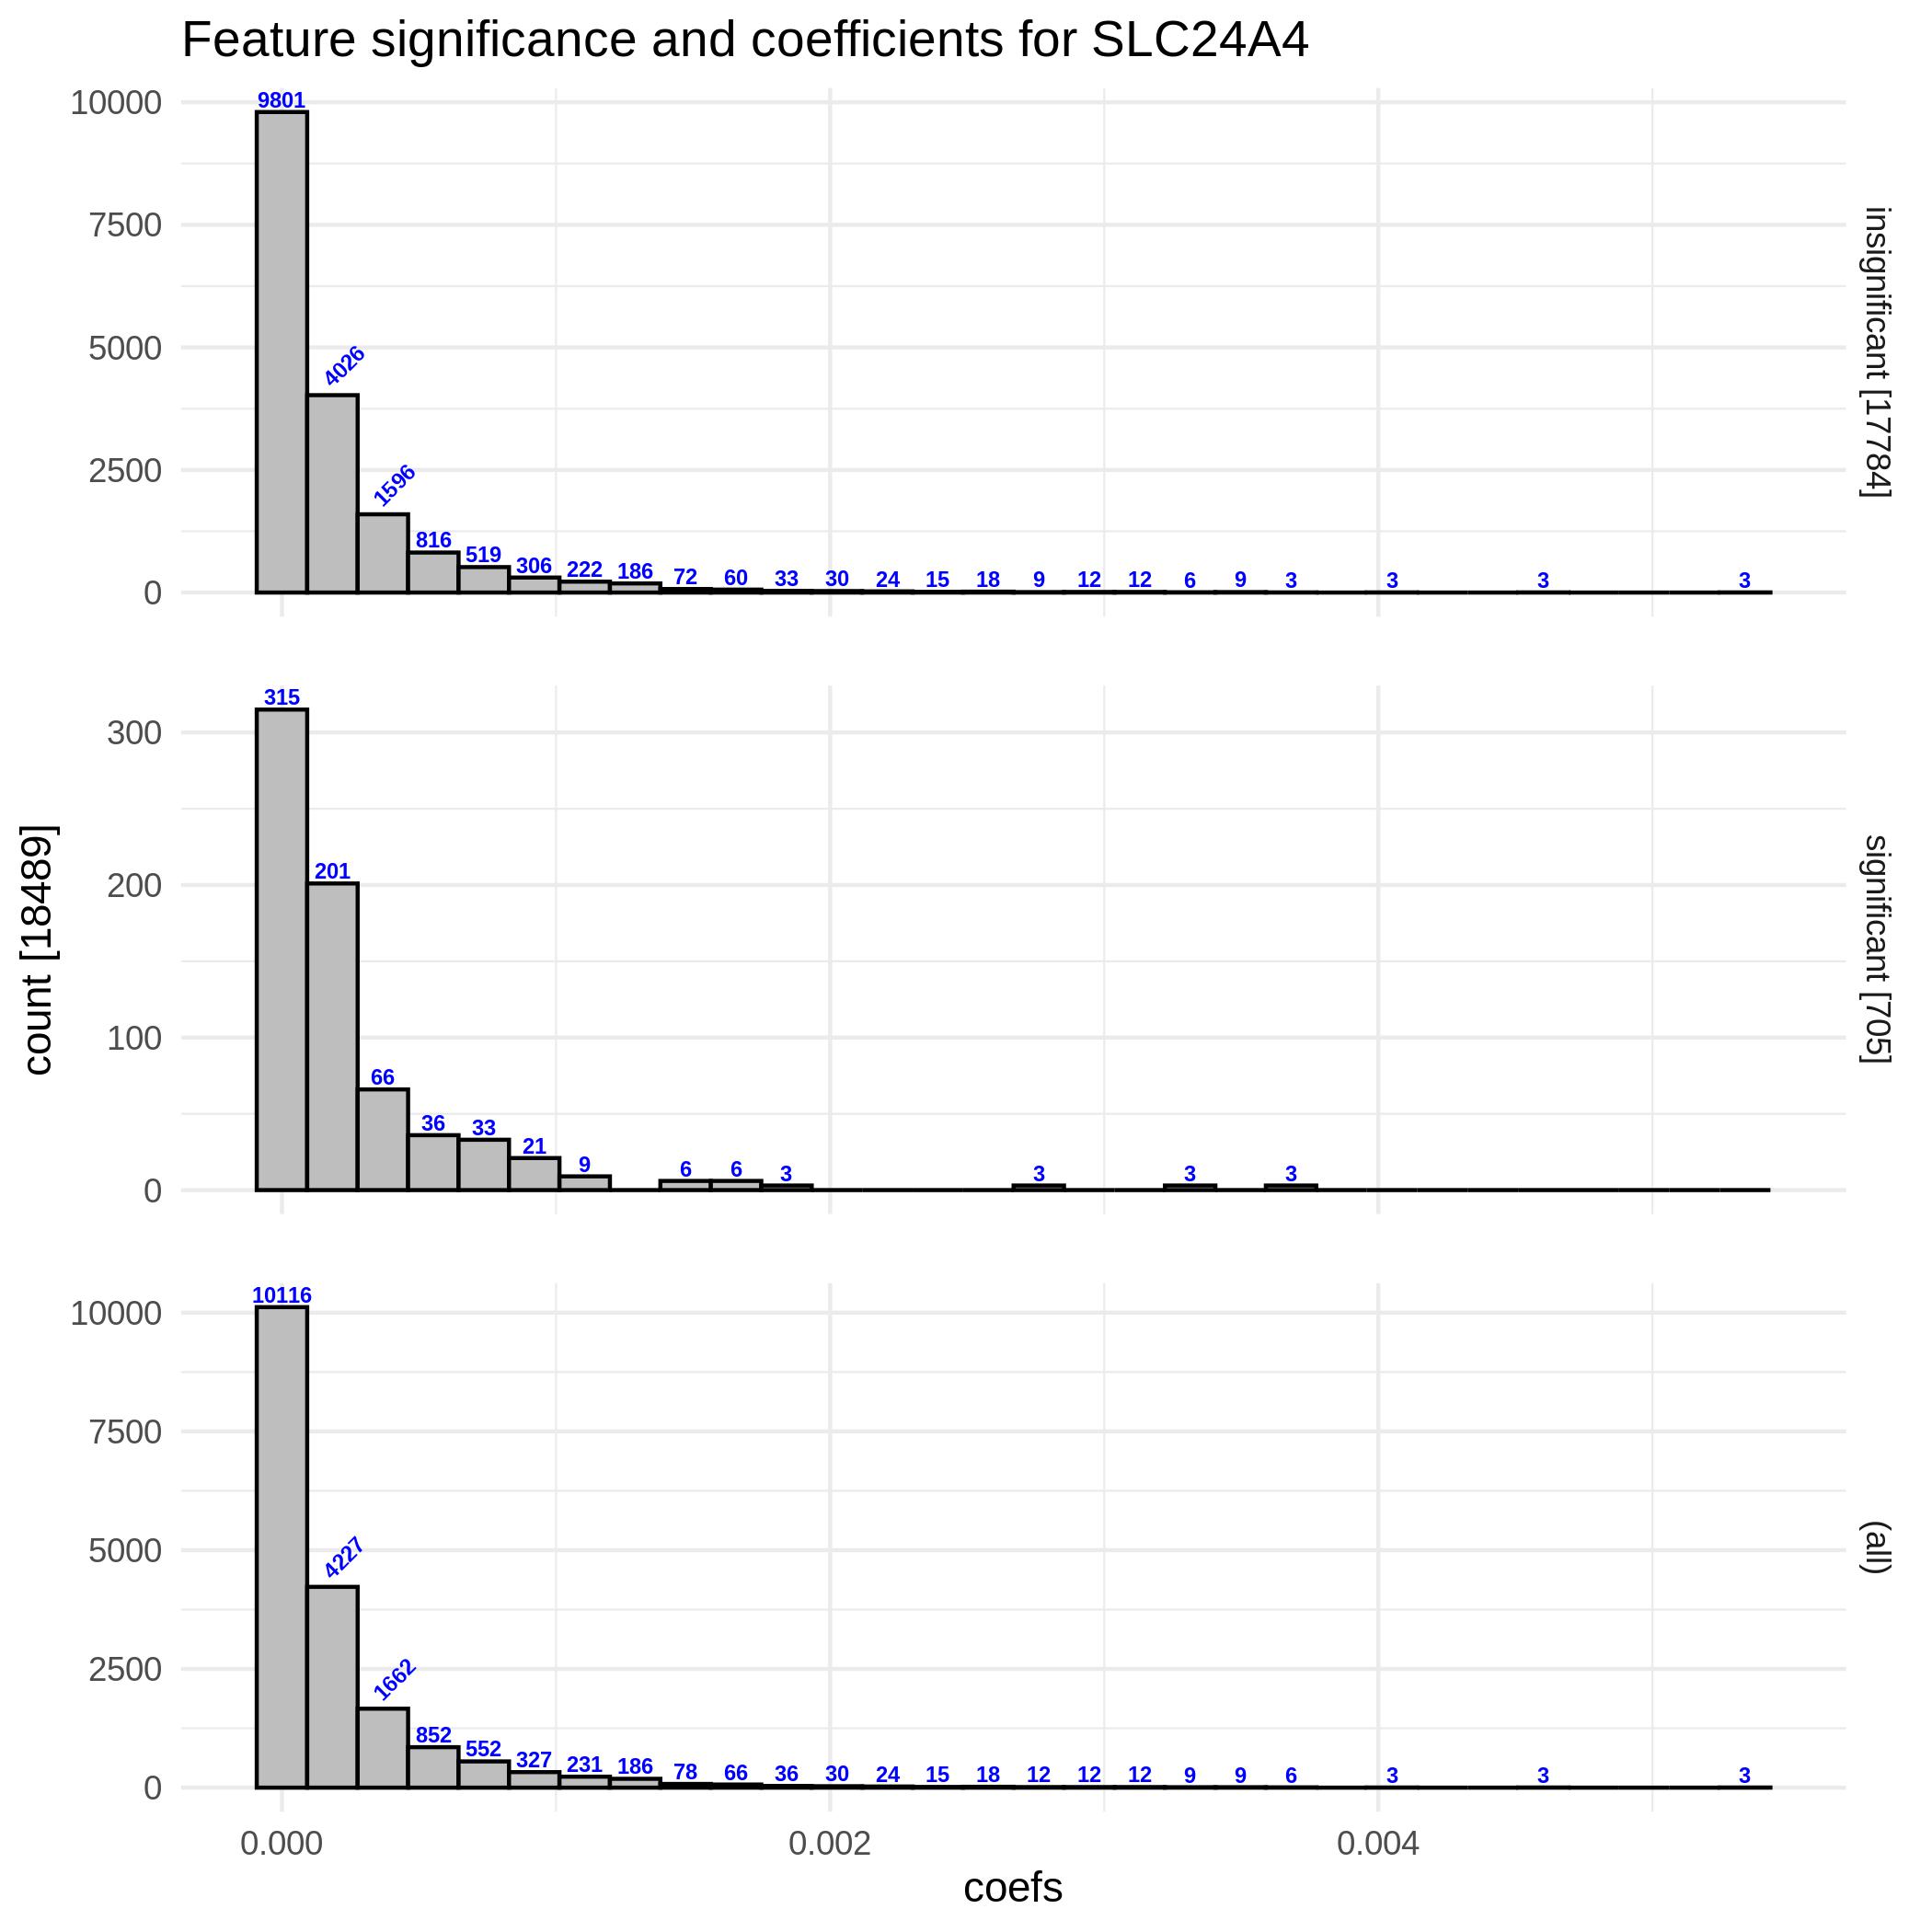 Feature significance and coefficients for SLC24A4
10000
7500
5000
2500
0
9801
4026
1596
816 519 306 222 186 72 60 33 30 24 15 18 9 12 12 6 9 3 3 3 3
insignificant [17784]
count [18489]
300
200
100
0
315
201
66
36 33 21 9 6 6 3 3 3 3
significant [705]
10000
7500
5000
2500
0
10116
4227
1662
852 552 327 231 186 78 66 36 30 24 15 18 12 12 12 9 9 6 3 3 3
(all)
0.000 0.002 0.004
coefs